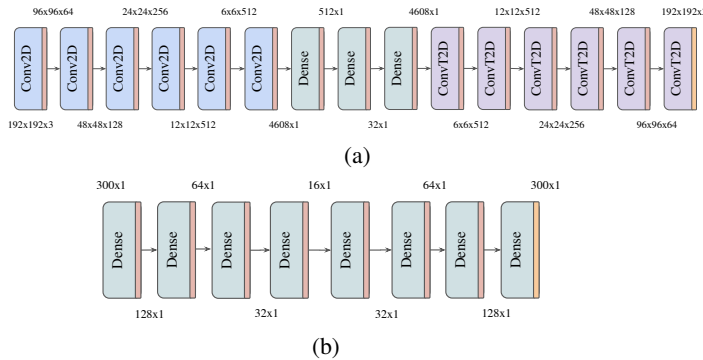 96x96x64 24x24x256 6x6x512 512x1 4608x1 12x12x512 48x48x128 192x192x
Conv2D Conv2D Conv2D Conv2D Conv2D Conv2D Dense Dense Dense ConvT2D ConvT2D ConvT2D ConvT2D ConvT2D ConvT2D
192x192x3 48x48x128 12x12x512 4608x1 32x1 6x6x512 24x24x256 96x96x64
(a)
300x1 64x1 16x1 64x1 300x1
Dense Dense Dense Dense Dense Dense Dense Dense
128x1 32x1 32x1 128x1
(b)